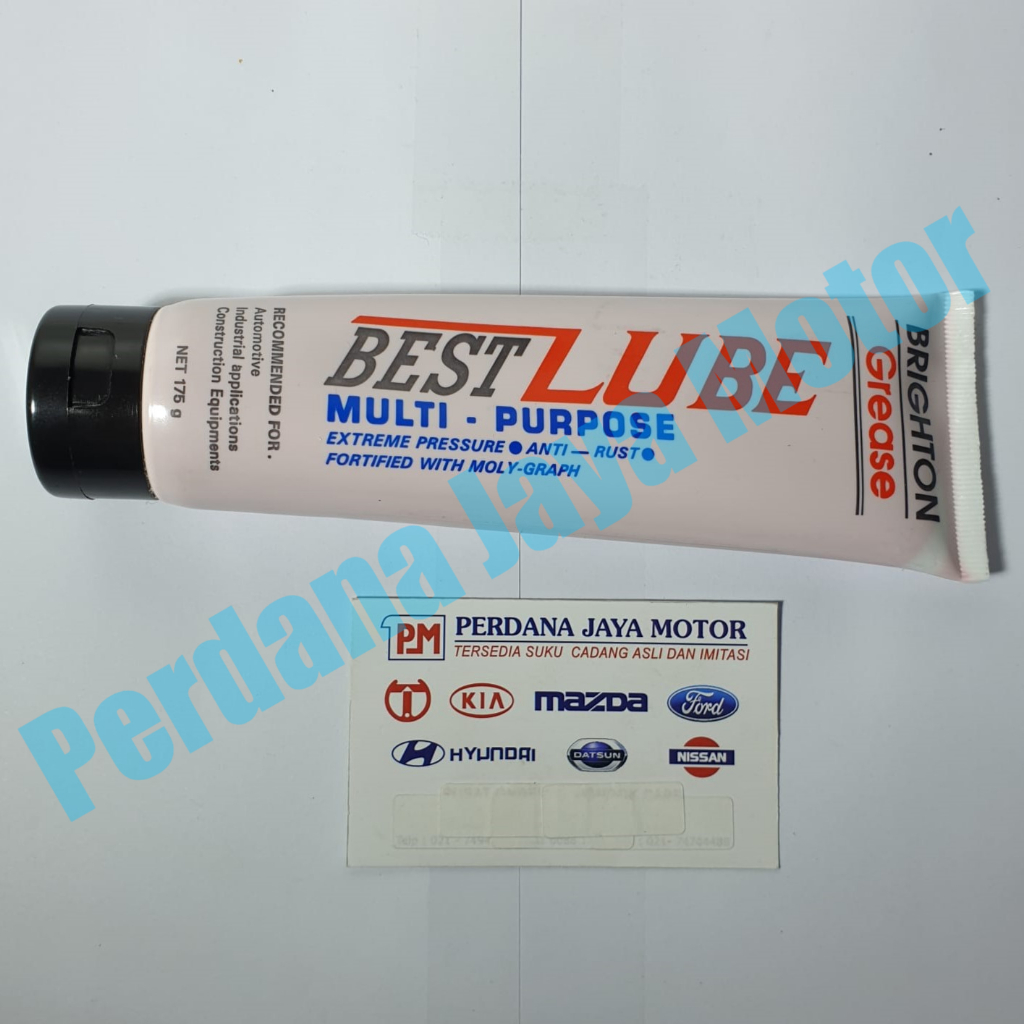 BEST LUBE
MULTI - PURPOSE
EXTREME PRESSURE ● ANTI — RUST ●
FORTIFIED WITH MOLY-GRAPH
RECOMMENDED FOR .
Automotive
Industrial applications
Construction Equipments
NET 175 g
BRIGHTON
Grease
Perdana Jaya Motor
PM PERDANA JAYA MOTOR
TERSEDIA SUKU CADANG ASLI DAN IMITASI
KIA mazda Ford
HYUNDAI DATSUN NISSAN